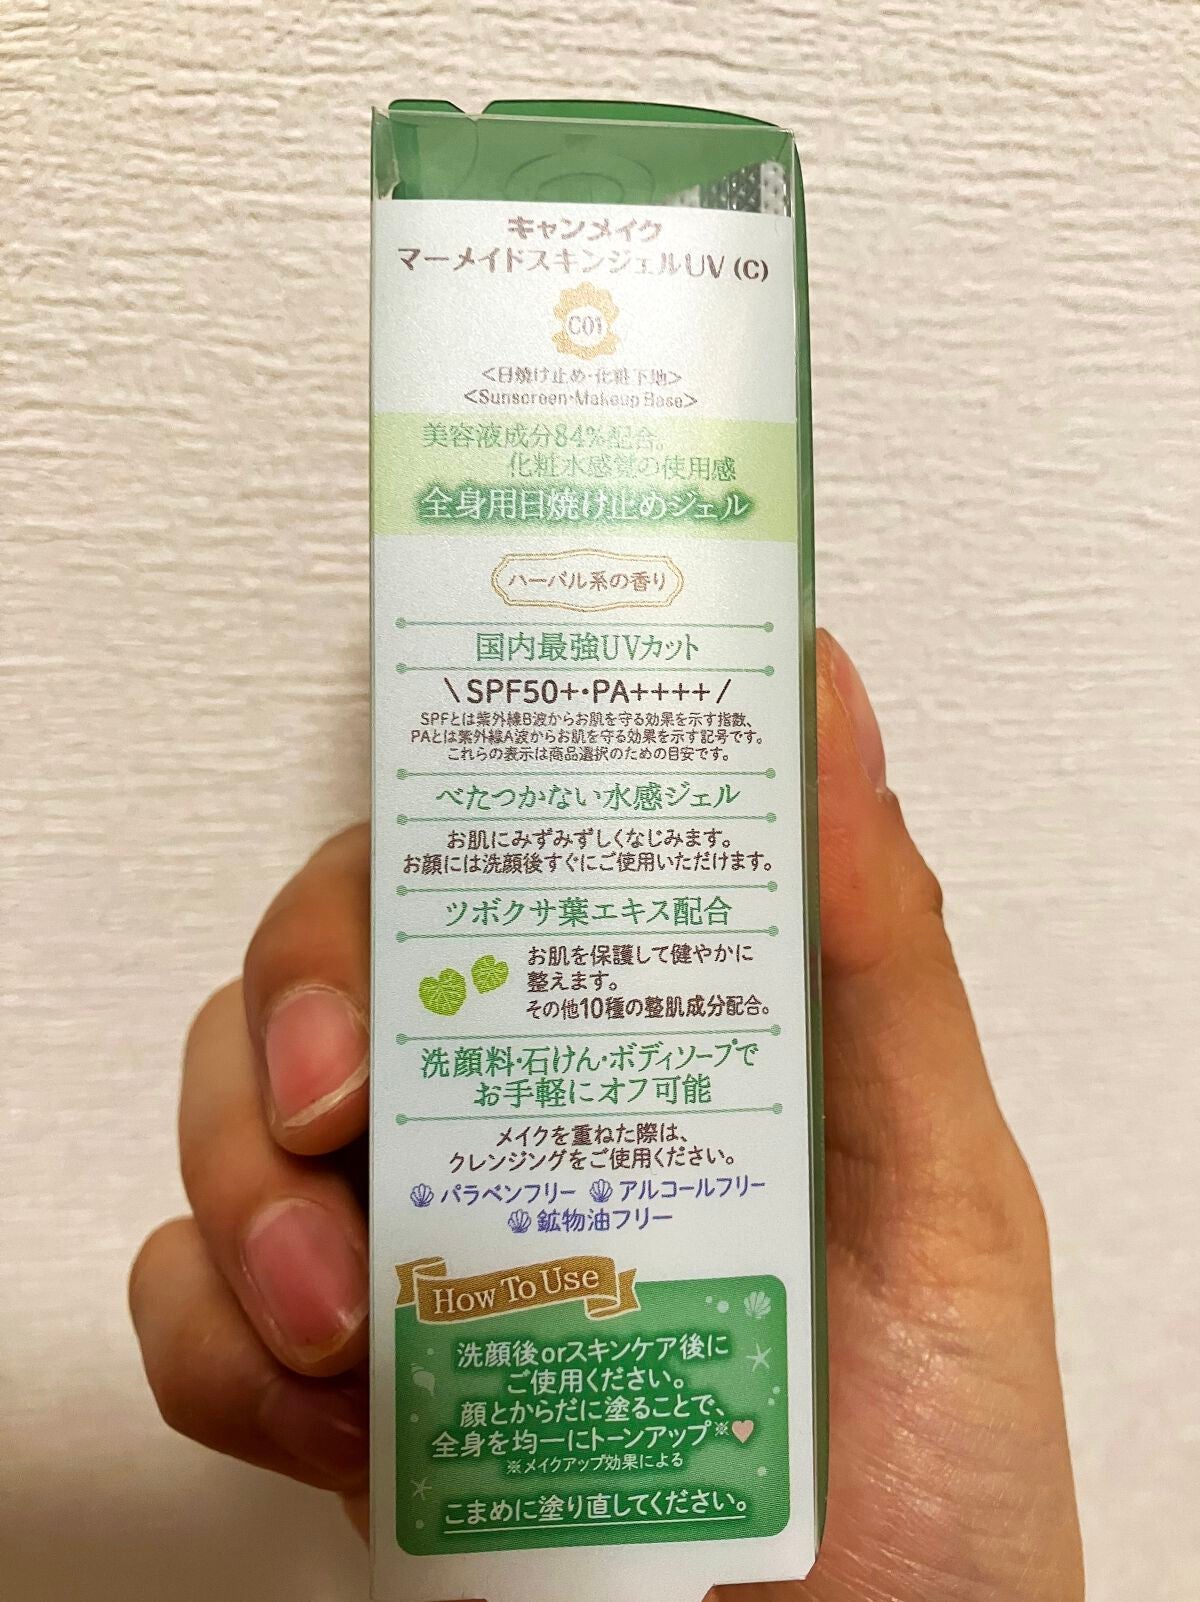 キャンメイク
マーメイドスキンジェルUV (C)
C01
<日焼け止め・化粧下地>
<Sunscreen・Makeup Base>
美容液成分84%配合。
化粧水感覚の使用感
全身用日焼け止めジェル
ハーバル系の香り
国内最強UVカット
\ SPF50+・PA++++ /
SPFとは紫外線B波からお肌を守る効果を示す指数、
PAとは紫外線A波からお肌を守る効果を示す記号です。
これらの表示は商品選択のための目安です。
べたつかない水感ジェル
お肌にみずみずしくなじみます。
お顔には洗顔後すぐにご使用いただけます。
ツボクサ葉エキス配合
お肌を保護して健やかに
整えます。
その他10種の整肌成分配合。
洗顔料・石けん・ボディソープで
お手軽にオフ可能
メイクを重ねた際は、
クレンジングをご使用ください。
パラベンフリー アルコールフリー
鉱物油フリー
How To Use
洗顔後orスキンケア後に
ご使用ください。
顔とからだに塗ることで、
全身を均一にトーンアップ※
※メイクアップ効果による
こまめに塗り直してください。